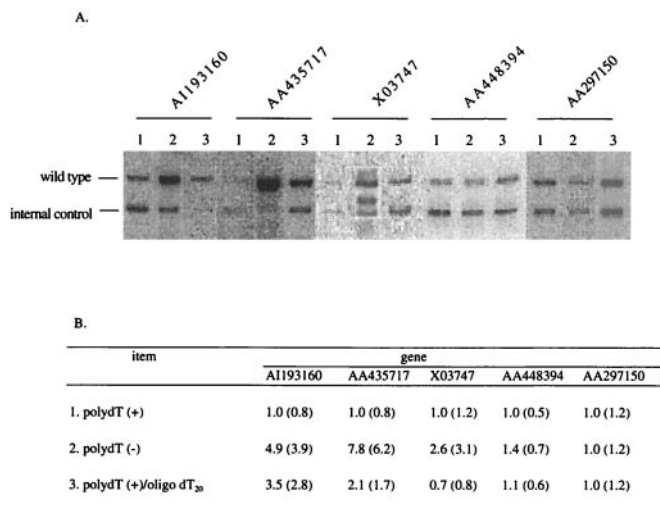 A.
AI193160 AA435717 X03747 AA448394 AA297150
1 2 3 1 2 3 1 2 3 1 2 3 1 2 3
wild type
internal control
B.
item gene
AI193160 AA435717 X03747 AA448394 AA297150
1. polydT (+) 1.0 (0.8) 1.0 (0.8) 1.0 (1.2) 1.0 (0.5) 1.0 (1.2)
2. polydT (-) 4.9 (3.9) 7.8 (6.2) 2.6 (3.1) 1.4 (0.7) 1.0 (1.2)
3. polydT (+)/oligo dT₂₀ 3.5 (2.8) 2.1 (1.7) 0.7 (0.8) 1.1 (0.6) 1.0 (1.2)